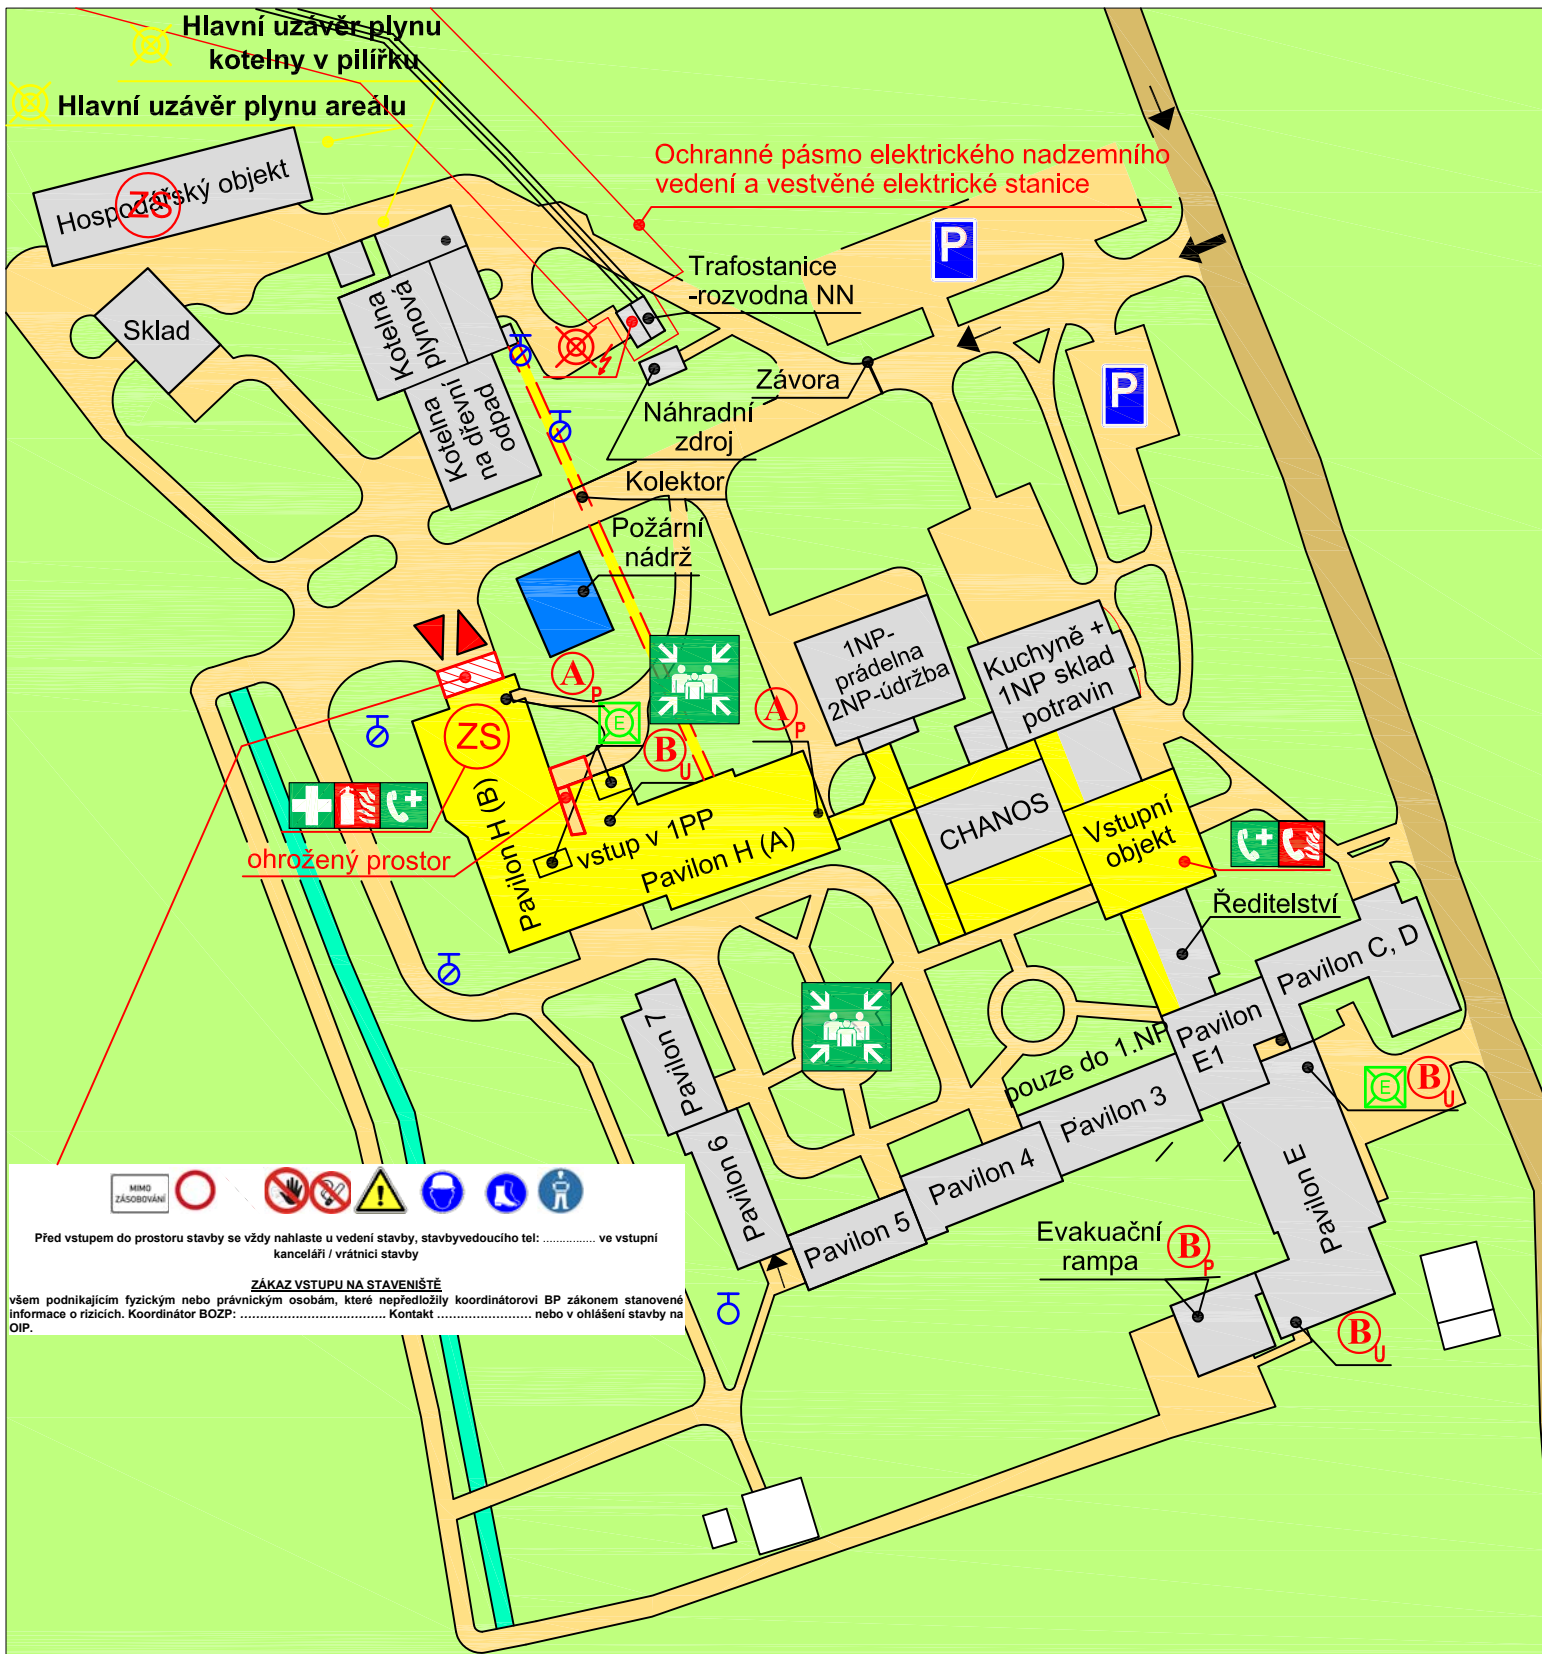 Hlavní uzávěr plynu
kotelny v pilířku
Hlavní uzávěr plynu areálu
Ochranné pásmo elektrického nadzemního
vedení a vestvěné elektrické stanice
Hospodářský objekt
ZS
P
Trafostanice
-rozvodna NN
Sklad
Kotelna
plynová
Závora
P
Náhradní
zdroj
Kotelna
na dřevní
odpad
Kolektor
Požární
nádrž
1NP-
prádelna
2NP-údržba
Kuchyně +
1NP sklad
potravin
A
P
E
A
P
ZS
B
U
Pavilon H (B)
vstup v 1PP
Pavilon H (A)
CHANOS
Vstupní
objekt
ohrožený prostor
Ředitelství
Pavilon C, D
Pavilon 7
pouze do 1.NP
Pavilon
E1
E
B
U
Pavilon 3
Pavilon 6
Pavilon 4
Pavilon E
Pavilon 5
Evakuační
rampa
B
P
B
U
MIMO
ZÁSOBOVÁNÍ
Před vstupem do prostoru stavby se vždy nahlaste u vedení stavby, stavbyvedoucího tel: ................ ve vstupní
kanceláři / vrátnici stavby
ZÁKAZ VSTUPU NA STAVENIŠTĚ
všem podnikajícím fyzickým nebo právnickým osobám, které nepředložily koordinátorovi BP zákonem stanovené
informace o rizicích. Koordinátor BOZP: .................................... Kontakt ........................ nebo v ohlášení stavby na
OIP.